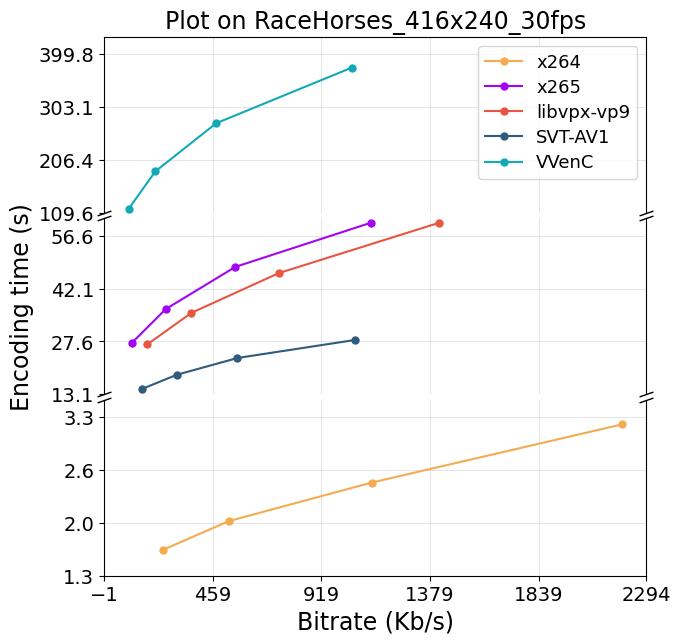 Plot on RaceHorses_416x240_30fps
x264
x265
libvpx-vp9
SVT-AV1
VVenC
399.8
303.1
206.4
109.6
56.6
42.1
27.6
13.1
3.3
2.6
2.0
1.3
Encoding time (s)
−1 459 919 1379 1839 2294
Bitrate (Kb/s)